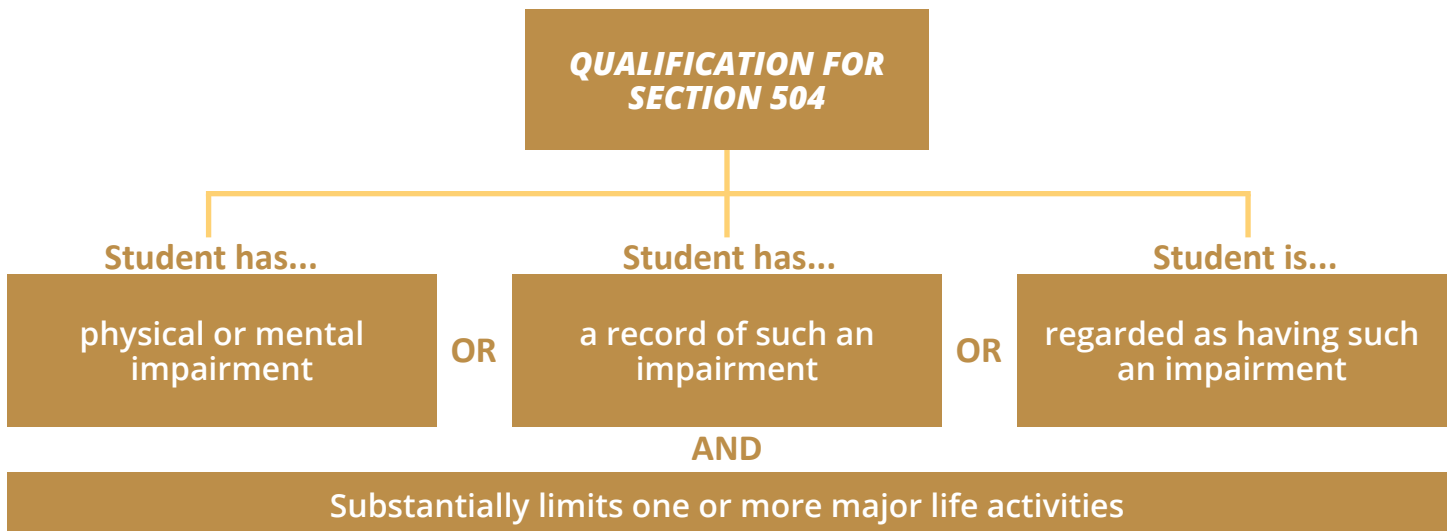 QUALIFICATION FOR
SECTION 504
Student has...
physical or mental
impairment
OR
Student has...
a record of such an
impairment
OR
Student is...
regarded as having such
an impairment
AND
Substantially limits one or more major life activities